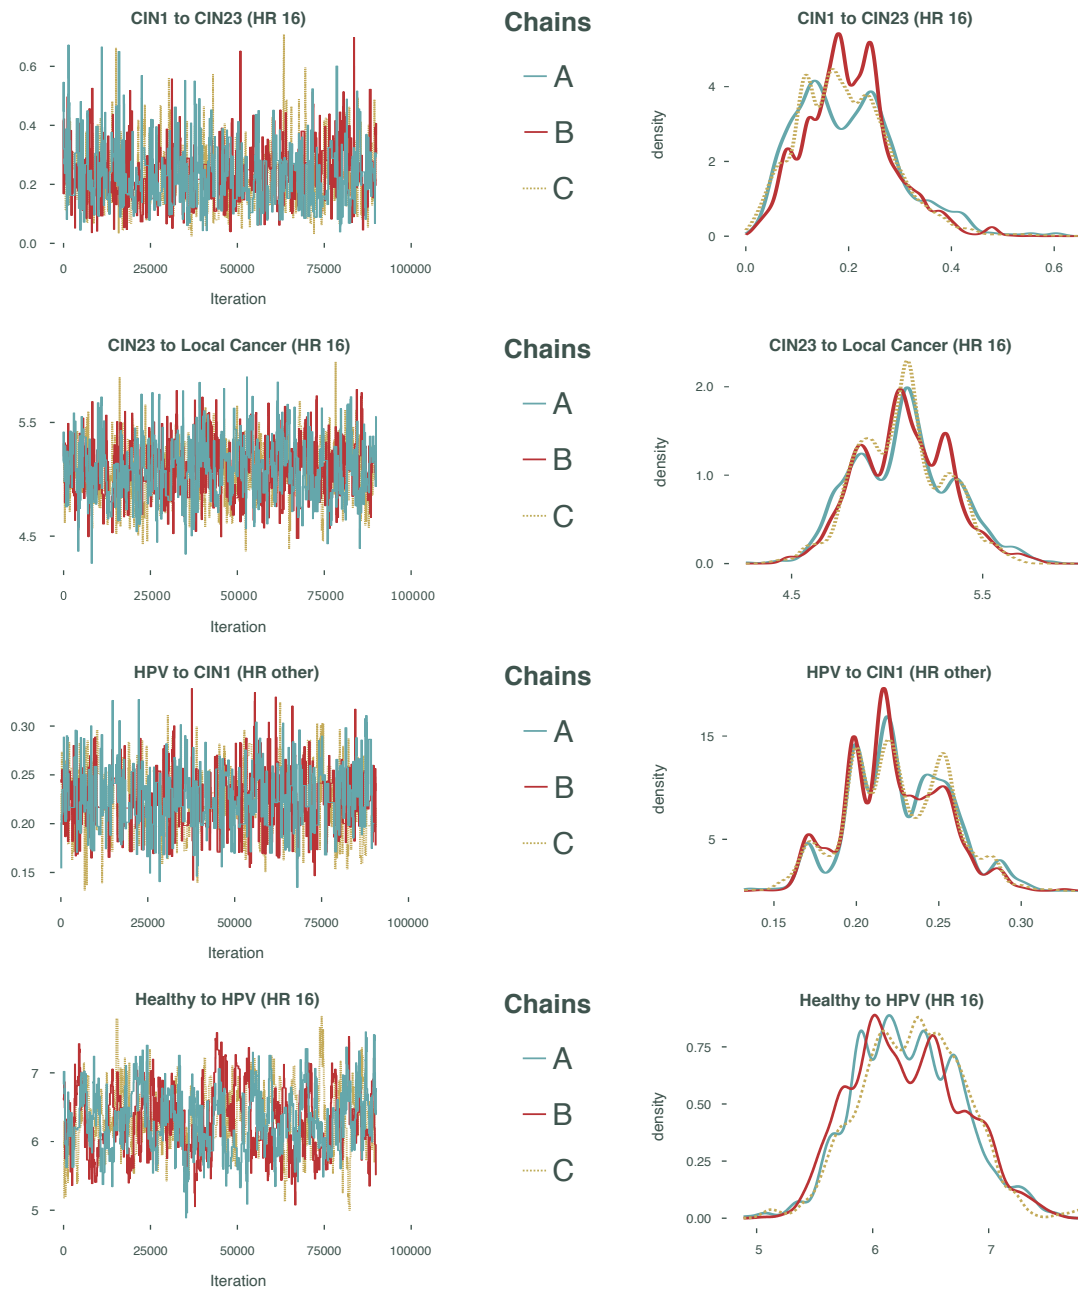 CIN1 to CIN23 (HR 16)
0.6
0.4
0.2
0.0
0 25000 50000 75000 100000
Iteration
Chains
A
B
C
CIN1 to CIN23 (HR 16)
density
4
2
0
0.0 0.2 0.4 0.6
CIN23 to Local Cancer (HR 16)
5.5
4.5
0 25000 50000 75000 100000
Iteration
Chains
A
B
C
CIN23 to Local Cancer (HR 16)
density
2.0
1.0
0.0
4.5 5.5
HPV to CIN1 (HR other)
0.30
0.25
0.20
0.15
0 25000 50000 75000 100000
Iteration
Chains
A
B
C
HPV to CIN1 (HR other)
density
15
5
0.15 0.20 0.25 0.30
Healthy to HPV (HR 16)
7
6
5
0 25000 50000 75000 100000
Iteration
Chains
A
B
C
Healthy to HPV (HR 16)
density
0.75
0.50
0.25
0.00
5 6 7